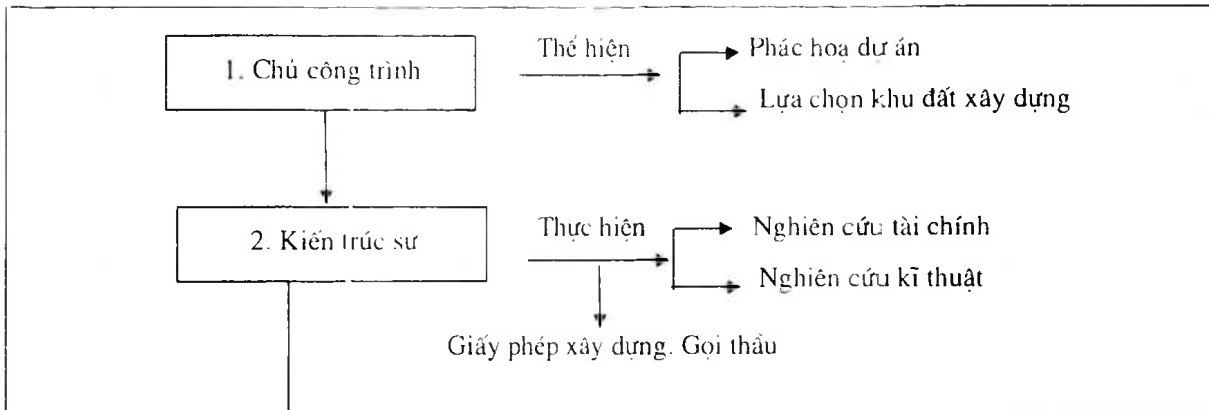 Thể hiện
Phác hoạ dự án
1. Chủ công trình
Lựa chọn khu đất xây dựng
Thực hiện
Nghiên cứu tài chính
2. Kiến trúc sư
Nghiên cứu kĩ thuật
Giấy phép xây dựng. Gọi thầu